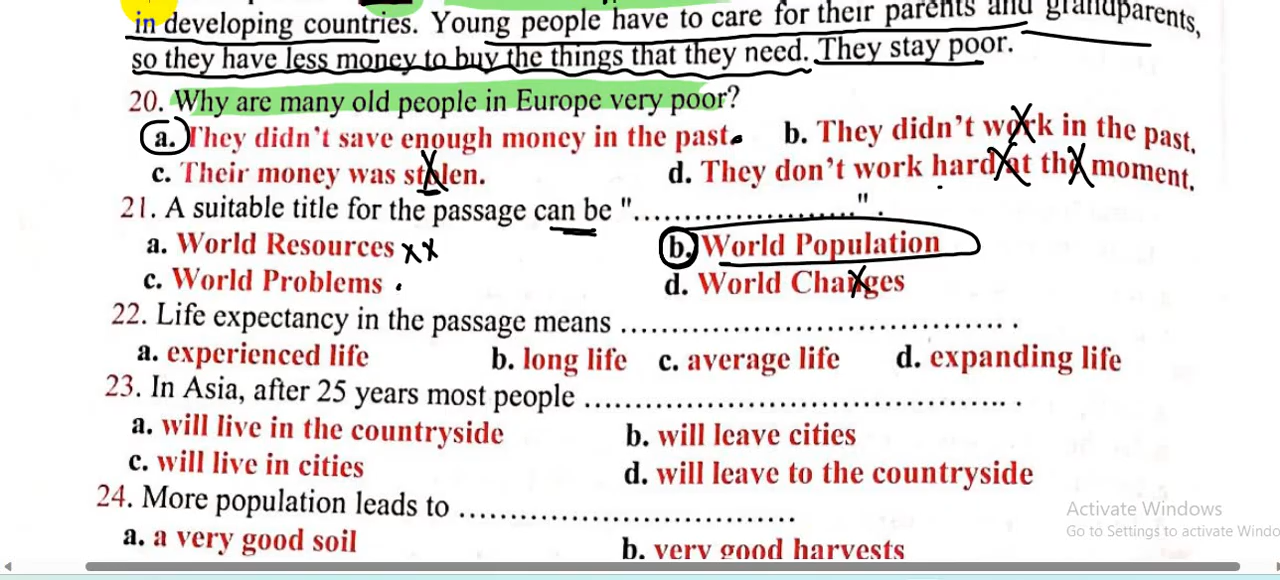 in developing countries. Young people have to care for their parents and grandparents,
so they have less money to buy the things that they need. They stay poor.
20. Why are many old people in Europe very poor?
a. They didn't save enough money in the past. b. They didn't work in the past.
c. Their money was stolen. d. They don't work hard at the moment.
21. A suitable title for the passage can be "....................".
a. World Resources xx b. World Population
c. World Problems . d. World Changes
22. Life expectancy in the passage means .......................................
a. experienced life b. long life c. average life d. expanding life
23. In Asia, after 25 years most people ...........................................
a. will live in the countryside b. will leave cities
c. will live in cities d. will leave to the countryside
24. More population leads to ..................................
a. a very good soil b. very good harvests
Activate Windows
Go to Settings to activate Windo